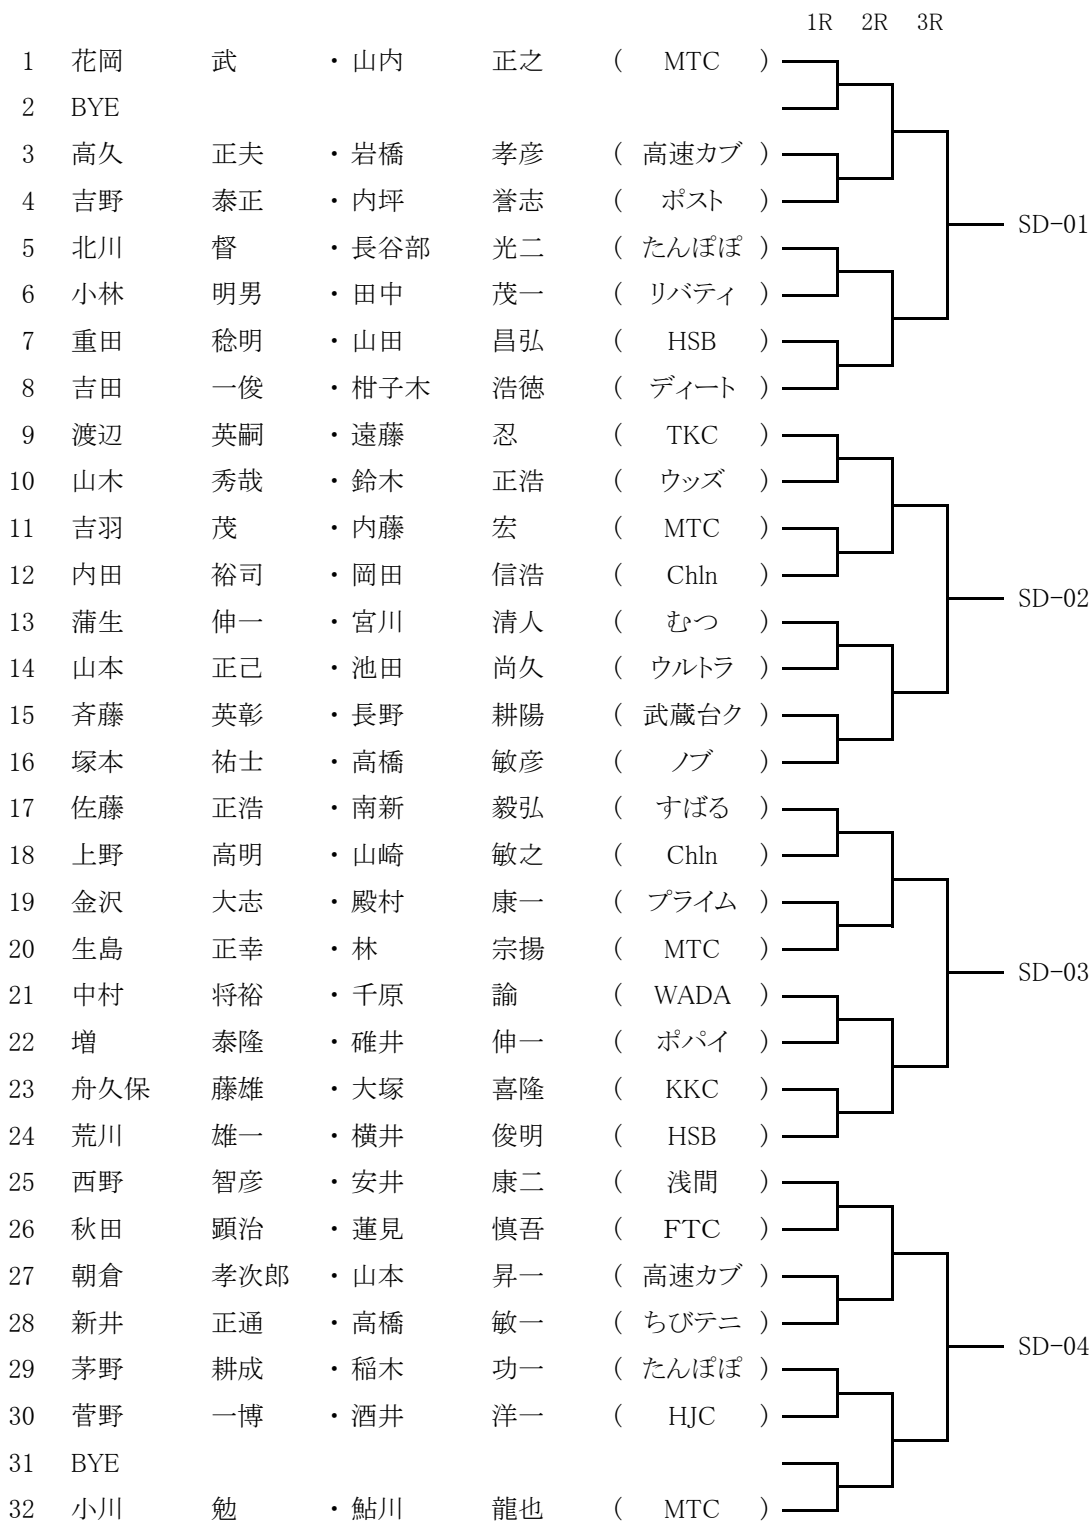 1R 2R 3R
1 花岡 武 ・山内 正之 ( MTC )
2 BYE
3 高久 正夫 ・岩橋 孝彦 ( 高速カブ )
4 吉野 泰正 ・内坪 誉志 ( ポスト )
SD-01
5 北川 督 ・長谷部 光二 ( たんぽぽ )
6 小林 明男 ・田中 茂一 ( リバティ )
7 重田 稔明 ・山田 昌弘 ( HSB )
8 吉田 一俊 ・柑子木 浩徳 ( ディート )
9 渡辺 英嗣 ・遠藤 忍 ( TKC )
10 山木 秀哉 ・鈴木 正浩 ( ウッズ )
11 吉羽 茂 ・内藤 宏 ( MTC )
12 内田 裕司 ・岡田 信浩 ( Chln )
SD-02
13 蒲生 伸一 ・宮川 清人 ( むつ )
14 山本 正己 ・池田 尚久 ( ウルトラ )
15 斉藤 英彰 ・長野 耕陽 ( 武蔵台ク )
16 塚本 祐士 ・高橋 敏彦 ( ノブ )
17 佐藤 正浩 ・南新 毅弘 ( すばる )
18 上野 高明 ・山崎 敏之 ( Chln )
19 金沢 大志 ・殿村 康一 ( プライム )
20 生島 正幸 ・林 宗揚 ( MTC )
SD-03
21 中村 将裕 ・千原 諭 ( WADA )
22 増 泰隆 ・碓井 伸一 ( ポパイ )
23 舟久保 藤雄 ・大塚 喜隆 ( KKC )
24 荒川 雄一 ・横井 俊明 ( HSB )
25 西野 智彦 ・安井 康二 ( 浅間 )
26 秋田 顕治 ・蓮見 慎吾 ( FTC )
27 朝倉 孝次郎 ・山本 昇一 ( 高速カブ )
28 新井 正通 ・高橋 敏一 ( ちびテニ )
SD-04
29 茅野 耕成 ・稲木 功一 ( たんぽぽ )
30 菅野 一博 ・酒井 洋一 ( HJC )
31 BYE
32 小川 勉 ・鮎川 龍也 ( MTC )